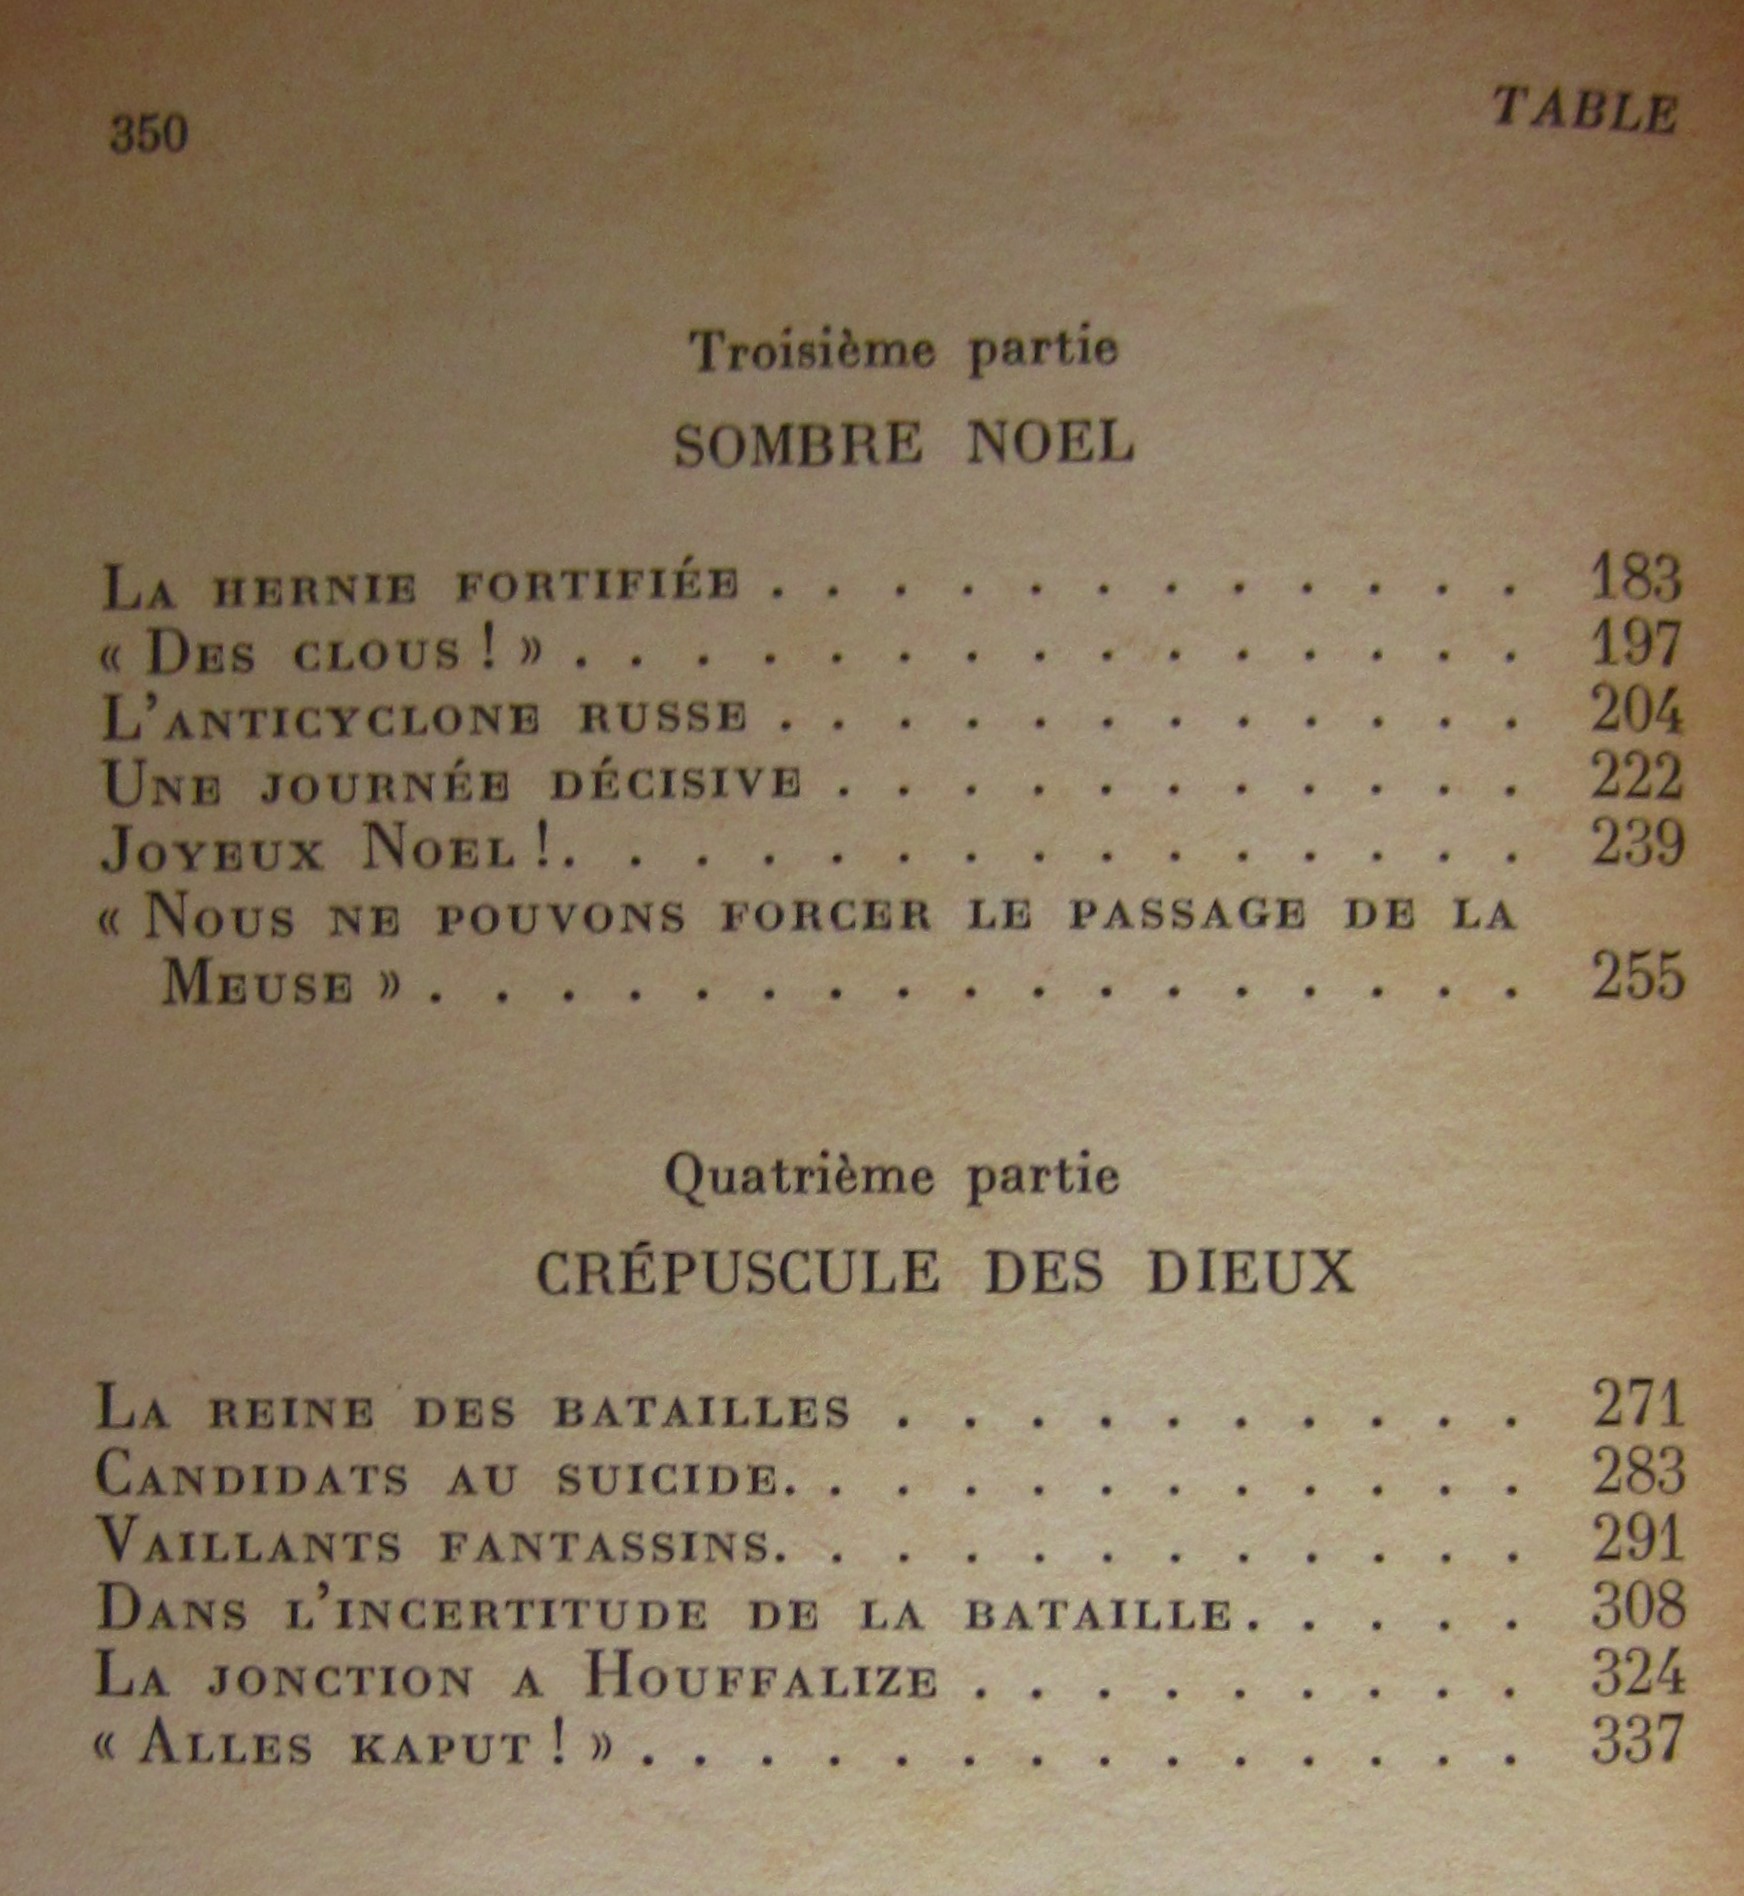 350 TABLE
Troisième partie
SOMBRE NOEL
La hernie fortifiée . . . . . . . . . . . . 183
« Des clous ! » . . . . . . . . . . . . . . . 197
L'anticyclone russe . . . . . . . . . . . . 204
Une journée décisive . . . . . . . . . . . 222
Joyeux Noel ! . . . . . . . . . . . . . . . 239
« Nous ne pouvons forcer le passage de la
Meuse » . . . . . . . . . . . . . . . . . 255
Quatrième partie
CRÉPUSCULE DES DIEUX
La reine des batailles . . . . . . . . . . 271
Candidats au suicide. . . . . . . . . . . . 283
Vaillants fantassins. . . . . . . . . . . . 291
Dans l'incertitude de la bataille. . . . . 308
La jonction a Houffalize . . . . . . . . . 324
« Alles kaput ! » . . . . . . . . . . . . . . 337